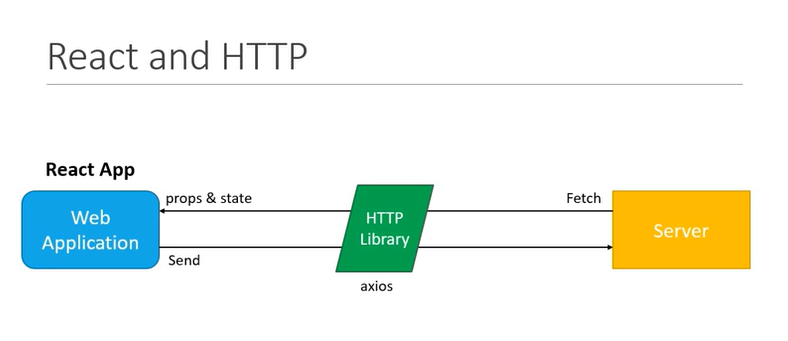 React and HTTP
React App
props & state
Fetch
Web
Application
HTTP
Library
Server
Send
axios